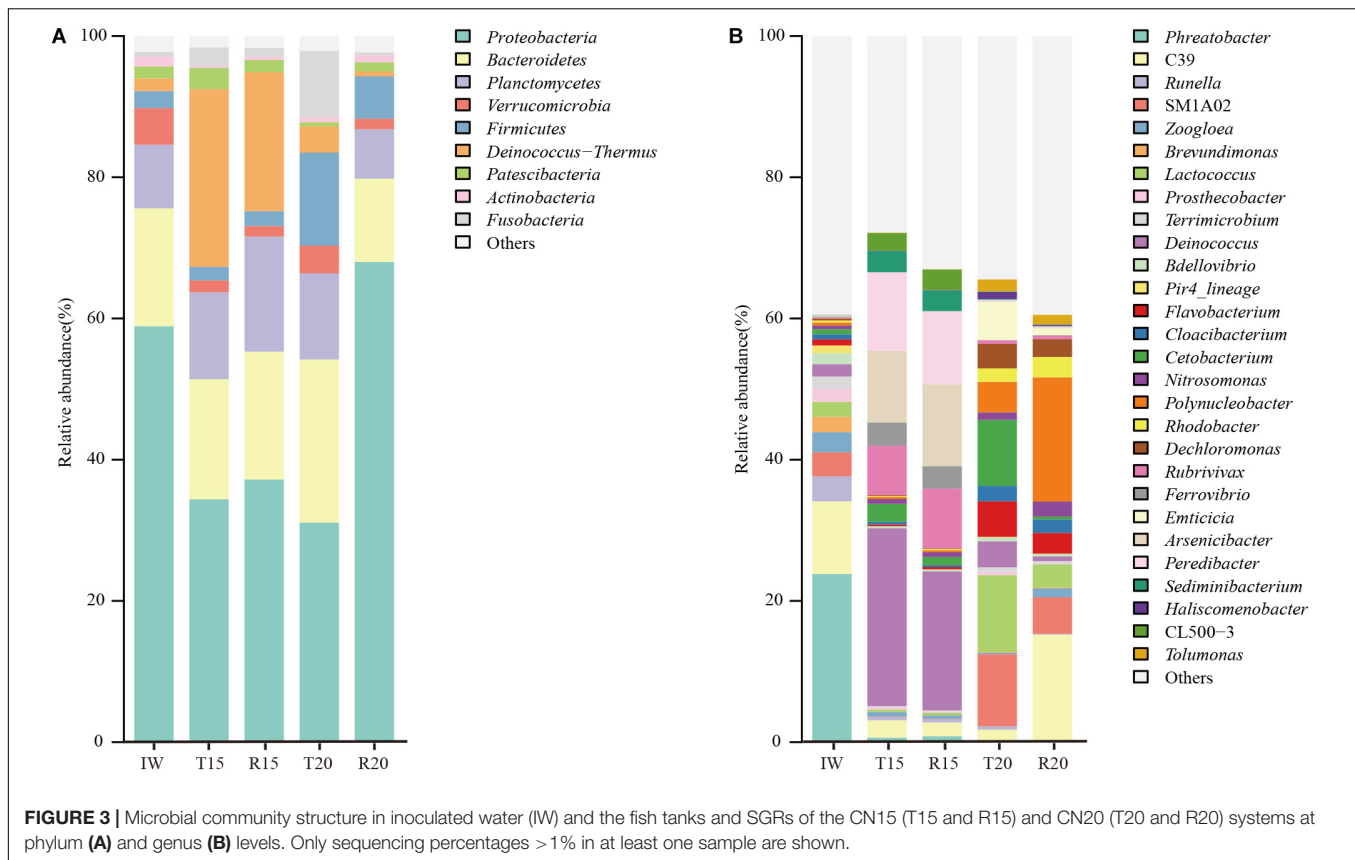 A
100
80
60
40
20
0
Relative abundance(%)
IW T15 R15 T20 R20
Proteobacteria
Bacteroidetes
Planctomycetes
Verrucomicrobia
Firmicutes
Deinococcus−Thermus
Patescibacteria
Actinobacteria
Fusobacteria
Others
B
100
80
60
40
20
0
Relative abundance(%)
IW T15 R15 T20 R20
Phreatobacter
C39
Runella
SM1A02
Zoogloea
Brevundimonas
Lactococcus
Prosthecobacter
Terrimicrobium
Deinococcus
Bdellovibrio
Pir4_lineage
Flavobacterium
Cloacibacterium
Cetobacterium
Nitrosomonas
Polynucleobacter
Rhodobacter
Dechloromonas
Rubrivivax
Ferrovibrio
Emticicia
Arsenicibacter
Peredibacter
Sediminibacterium
Haliscomenobacter
CL500−3
Tolumonas
Others
FIGURE 3 | Microbial community structure in inoculated water (IW) and the fish tanks and SGRs of the CN15 (T15 and R15) and CN20 (T20 and R20) systems at
phylum (A) and genus (B) levels. Only sequencing percentages >1% in at least one sample are shown.